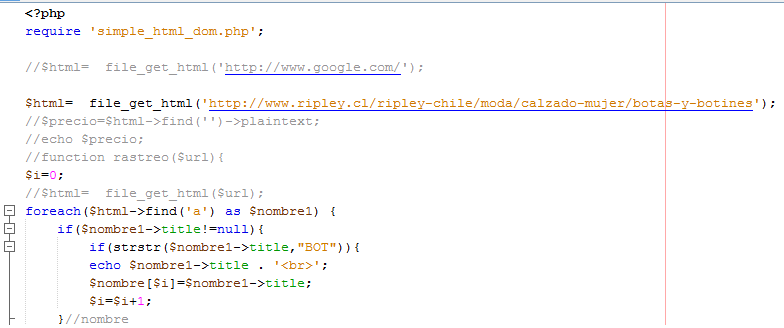 <?php
require 'simple_html_dom.php';
//$html=  file_get_html('http://www.google.com/');
$html=  file_get_html('http://www.ripley.cl/ripley-chile/moda/calzado-mujer/botas-y-botines');
//$precio=$html->find('')->plaintext;
//echo $precio;
//function rastreo($url){
$i=0;
//$html=  file_get_html($url);
foreach($html->find('a') as $nombre1) {
if($nombre1->title!=null){
if(strstr($nombre1->title,"BOT")){
echo $nombre1->title . '<br>';
$nombre[$i]=$nombre1->title;
$i=$i+1;
}//nombre